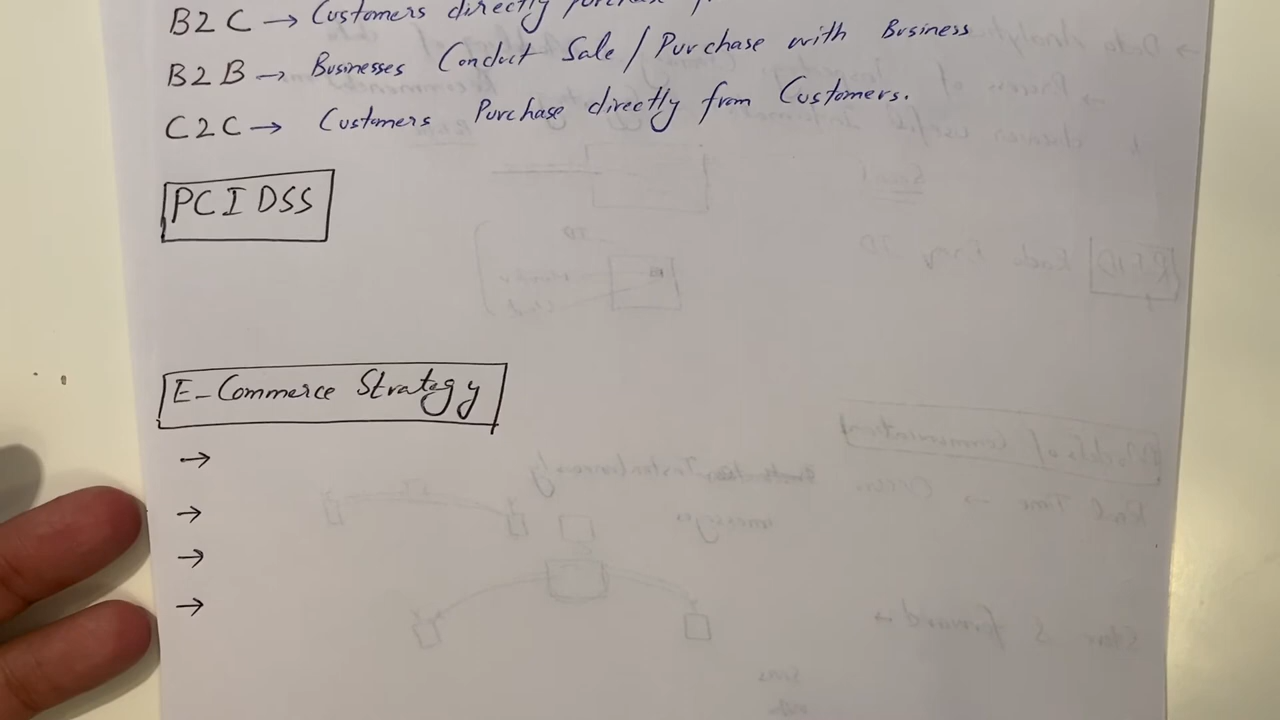 B2C → Customers directly purchase
B2B → Businesses Conduct Sale / Purchase with Business
C2C → Customers Purchase directly from Customers.
PCI DSS
E-Commerce Strategy
→
→
→
→